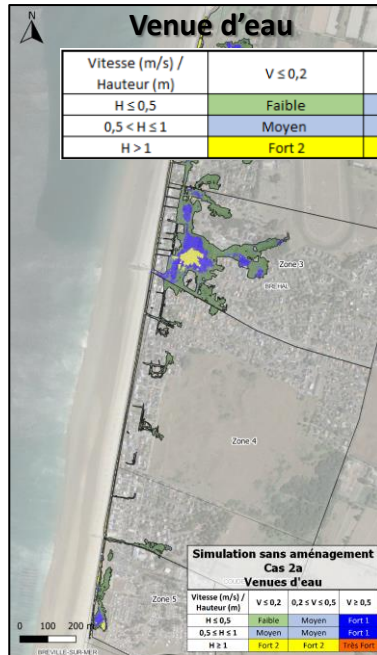 Venue d'eau
N
Vitesse (m/s) / Hauteur (m) V ≤ 0,2
H ≤ 0,5 Faible
0,5 < H ≤ 1 Moyen
H > 1 Fort 2
Zone 3
BREHAL
Zone 4
Zone 5
Simulation sans aménagement
Cas 2a
Venues d'eau
Vitesse (m/s) / Hauteur (m) V ≤ 0,2 0,2 ≤ V ≤ 0,5 V ≥ 0,5
H ≤ 0,5 Faible Moyen Fort 1
0,5 ≤ H ≤ 1 Moyen Moyen Fort 1
H ≥ 1 Fort 2 Fort 2 Très Fort
0 100 200 m
BREVILLE-SUR-MER